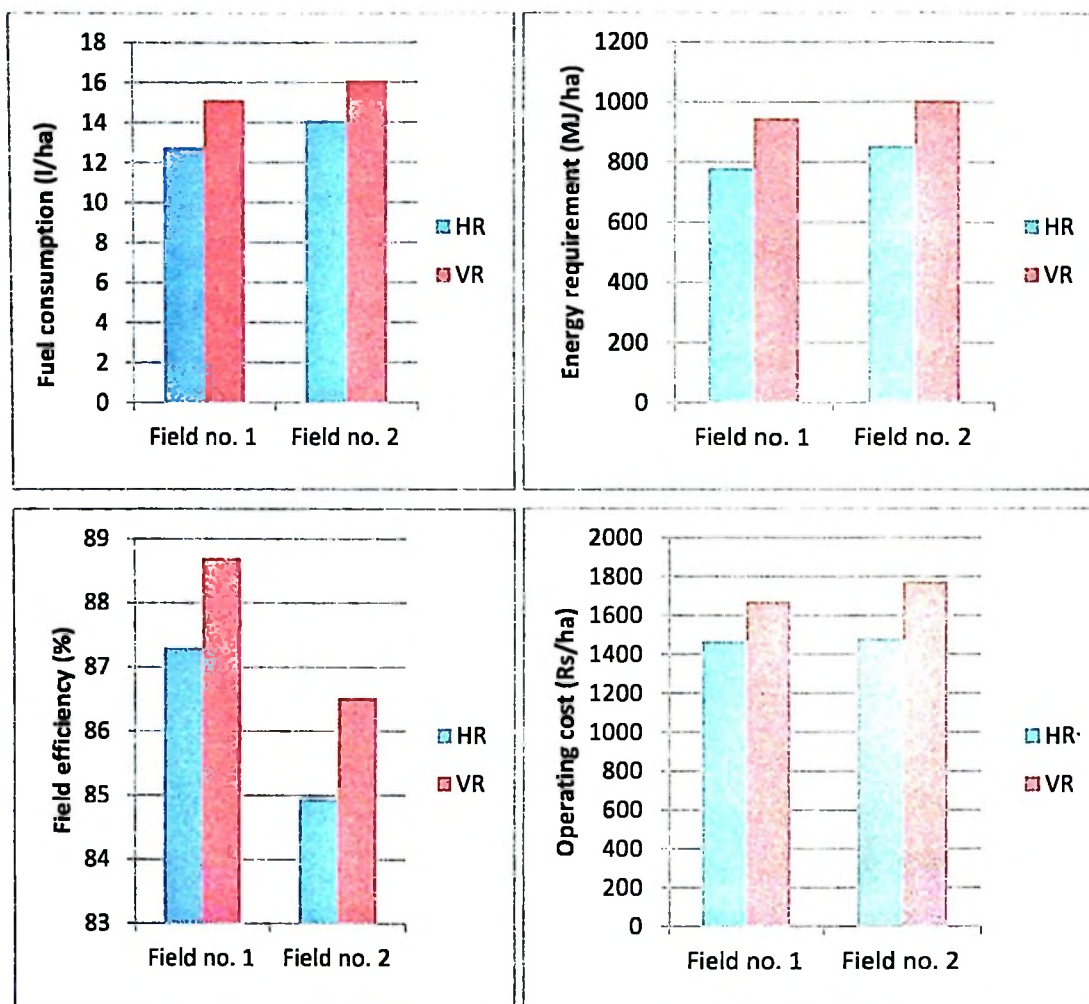 Fuel consumption (l/ha)
18
16
14
12
10
8
6
4
2
0
Field no. 1
Field no. 2
HR
VR
Energy requirement (MJ/ha)
1200
1000
800
600
400
200
0
Field no. 1
Field no. 2
HR
VR
Field efficiency (%)
89
88
87
86
85
84
83
Field no. 1
Field no. 2
HR
VR
Operating cost (Rs/ha)
2000
1800
1600
1400
1200
1000
800
600
400
200
0
Field no. 1
Field no. 2
HR
VR